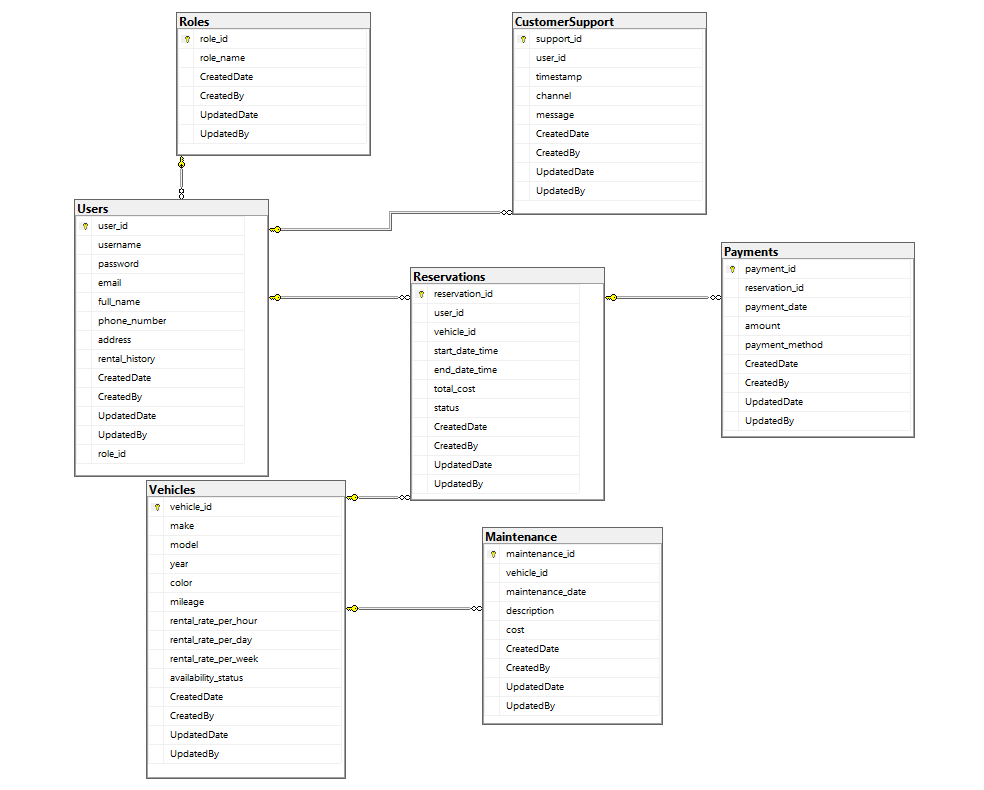 Roles
role_id
role_name
CreatedDate
CreatedBy
UpdatedDate
UpdatedBy
CustomerSupport
support_id
user_id
timestamp
channel
message
CreatedDate
CreatedBy
UpdatedDate
UpdatedBy
Users
user_id
username
password
email
full_name
phone_number
address
rental_history
CreatedDate
CreatedBy
UpdatedDate
UpdatedBy
role_id
Reservations
reservation_id
user_id
vehicle_id
start_date_time
end_date_time
total_cost
status
CreatedDate
CreatedBy
UpdatedDate
UpdatedBy
Payments
payment_id
reservation_id
payment_date
amount
payment_method
CreatedDate
CreatedBy
UpdatedDate
UpdatedBy
Vehicles
vehicle_id
make
model
year
color
mileage
rental_rate_per_hour
rental_rate_per_day
rental_rate_per_week
availability_status
CreatedDate
CreatedBy
UpdatedDate
UpdatedBy
Maintenance
maintenance_id
vehicle_id
maintenance_date
description
cost
CreatedDate
CreatedBy
UpdatedDate
UpdatedBy